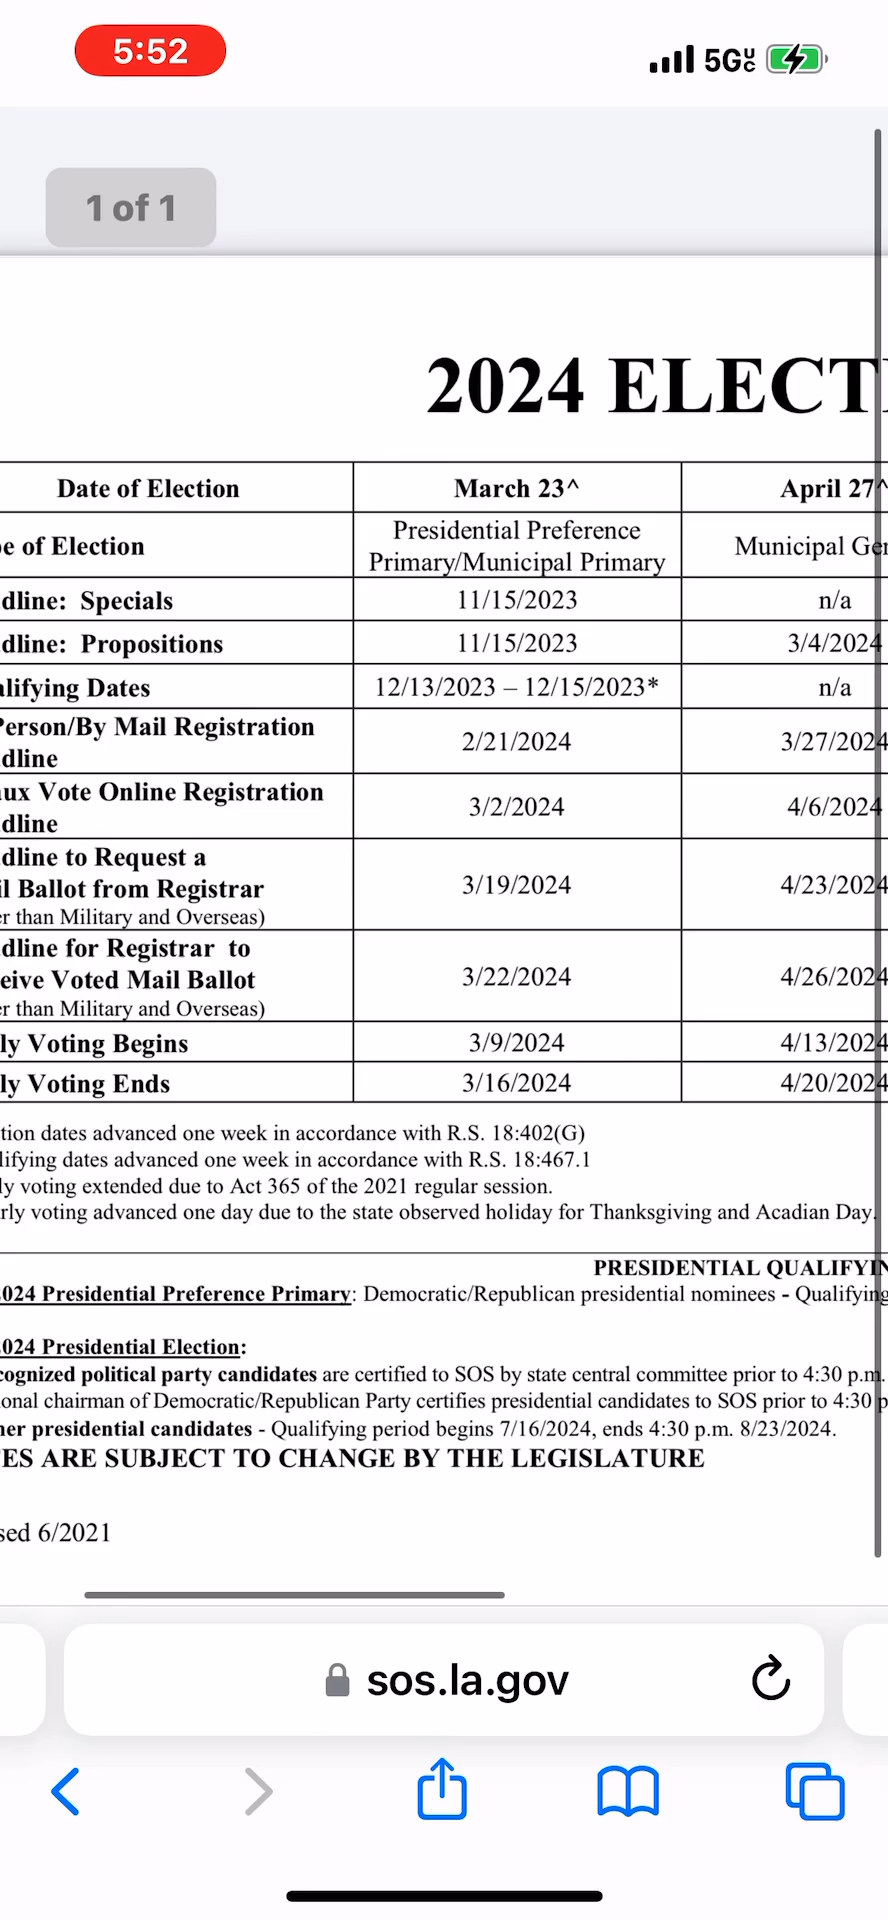 5:52
5G
1 of 1
2024 ELECT
Date of Election March 23^ April 27^
e of Election Presidential Preference Primary/Municipal Primary Municipal Ge
dline: Specials 11/15/2023 n/a
dline: Propositions 11/15/2023 3/4/2024
lifying Dates 12/13/2023 – 12/15/2023* n/a
Person/By Mail Registration
dline 2/21/2024 3/27/2024
ux Vote Online Registration
dline 3/2/2024 4/6/2024
dline to Request a
l Ballot from Registrar
er than Military and Overseas) 3/19/2024 4/23/2024
dline for Registrar to
eive Voted Mail Ballot
er than Military and Overseas) 3/22/2024 4/26/2024
ly Voting Begins 3/9/2024 4/13/2024
ly Voting Ends 3/16/2024 4/20/2024
tion dates advanced one week in accordance with R.S. 18:402(G)
lifying dates advanced one week in accordance with R.S. 18:467.1
ly voting extended due to Act 365 of the 2021 regular session.
rly voting advanced one day due to the state observed holiday for Thanksgiving and Acadian Day.
PRESIDENTIAL QUALIFYIN
024 Presidential Preference Primary: Democratic/Republican presidential nominees - Qualifying
024 Presidential Election:
cognized political party candidates are certified to SOS by state central committee prior to 4:30 p.m.
ional chairman of Democratic/Republican Party certifies presidential candidates to SOS prior to 4:30 p
her presidential candidates - Qualifying period begins 7/16/2024, ends 4:30 p.m. 8/23/2024.
ES ARE SUBJECT TO CHANGE BY THE LEGISLATURE
sed 6/2021
sos.la.gov